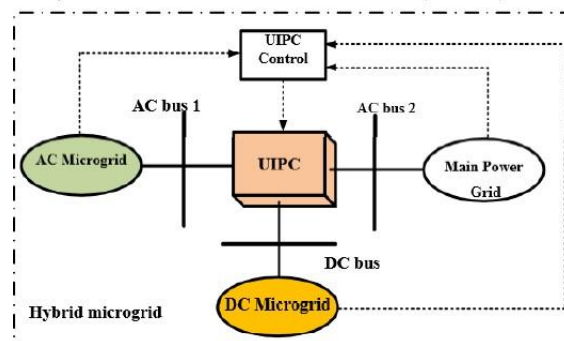 UIPC
Control
AC bus 1
AC bus 2
AC Microgrid
UIPC
Main Power
Grid
DC bus
DC Microgrid
Hybrid microgrid